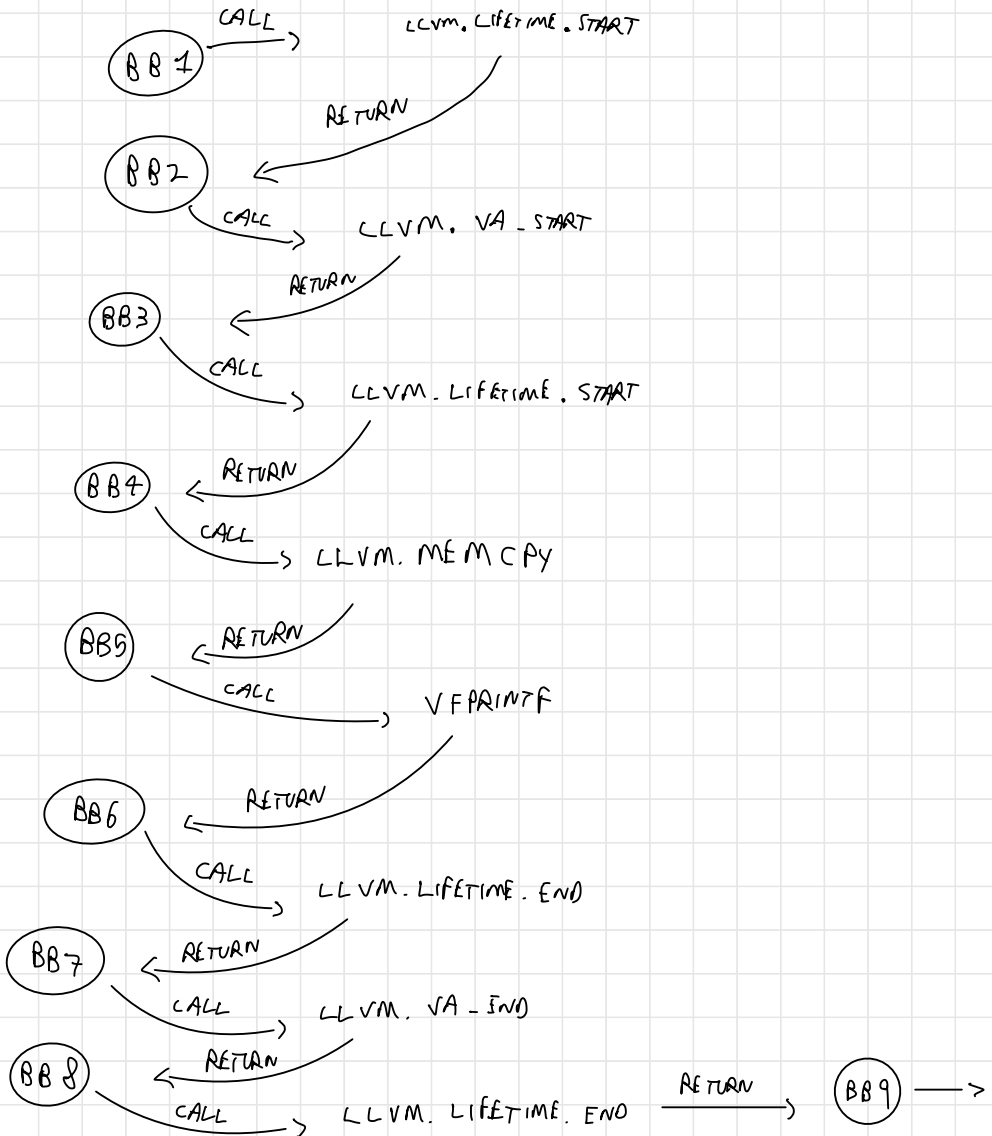 CALL LLVM.LIFETIME.START
BB1
RETURN
BB2
CALL LLVM. VA_START
RETURN
BB3
CALL
LLVM.LIFETIME.START
RETURN
BB4
CALL
LLVM.MEMCPY
RETURN
BB5
CALL
VFPRINTF
RETURN
BB6
CALL
LLVM.LIFETIME.END
RETURN
BB7
CALL LLVM. VA_END
RETURN
BB8
CALL LLVM. LIFETIME. END RETURN BB9